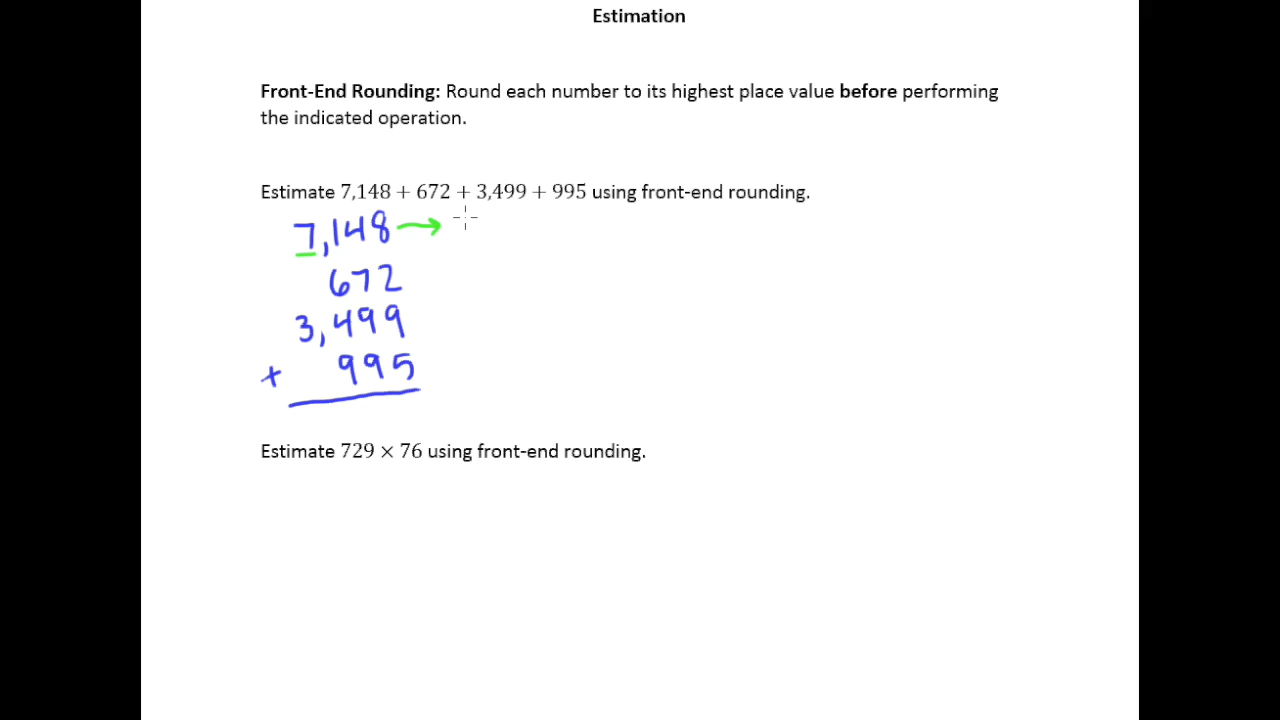 Estimation
Front-End Rounding: Round each number to its highest place value before performing
the indicated operation.
Estimate 7,148 + 672 + 3,499 + 995 using front-end rounding.
7,148 →
672
3,499
+ 995
Estimate 729 × 76 using front-end rounding.